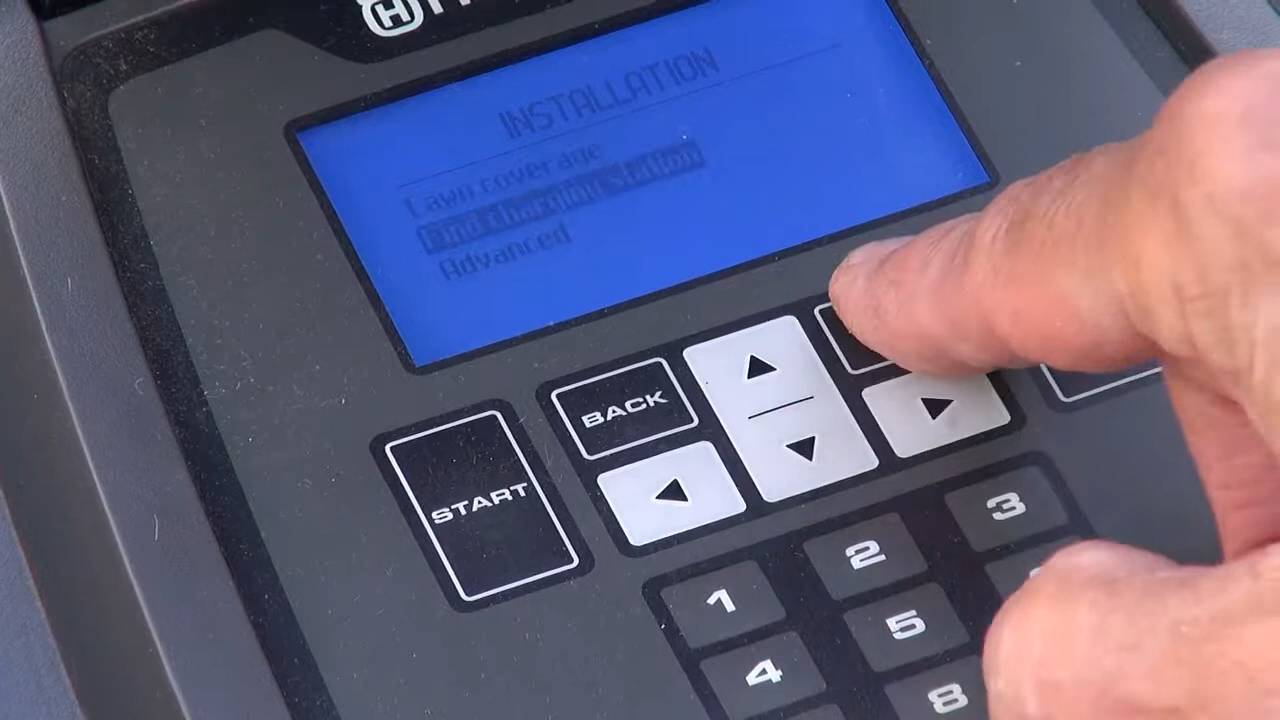 H
INSTALLATION
Lawn coverage
Find charging station
Advanced
BACK
START
1
2
3
4
5
8